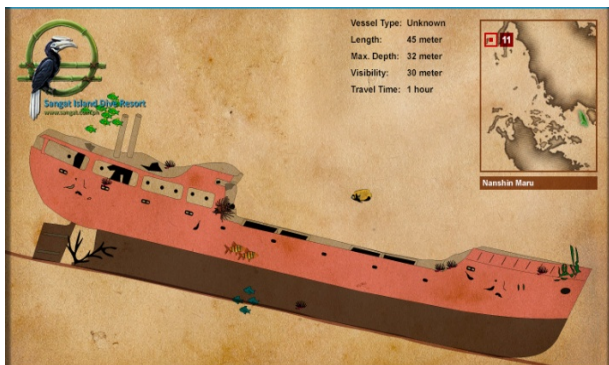 Vessel Type: Unknown
Length: 45 meter
Max. Depth: 32 meter
Visibility: 30 meter
Travel Time: 1 hour
11
Sangat Island Dive Resort
www.sangat.com.ph
Nanshin Maru